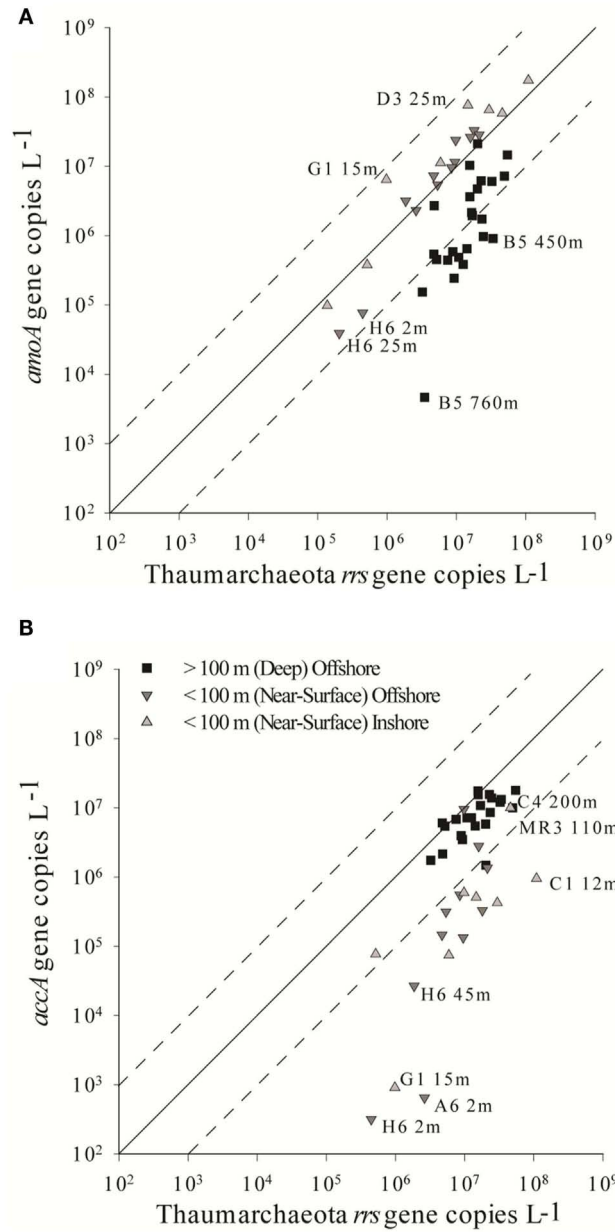 A
10⁹
10⁸
10⁷
10⁶
10⁵
10⁴
10³
10²
amoA gene copies L-1
D3 25m
G1 15m
B5 450m
H6 2m
H6 25m
B5 760m
10² 10³ 10⁴ 10⁵ 10⁶ 10⁷ 10⁸ 10⁹
Thaumarchaeota rrs gene copies L-1
B
10⁹
10⁸
10⁷
10⁶
10⁵
10⁴
10³
10²
accA gene copies L-1
> 100 m (Deep) Offshore
< 100 m (Near-Surface) Offshore
< 100 m (Near-Surface) Inshore
C4 200m
MR3 110m
C1 12m
H6 45m
G1 15m
A6 2m
H6 2m
10² 10³ 10⁴ 10⁵ 10⁶ 10⁷ 10⁸ 10⁹
Thaumarchaeota rrs gene copies L-1